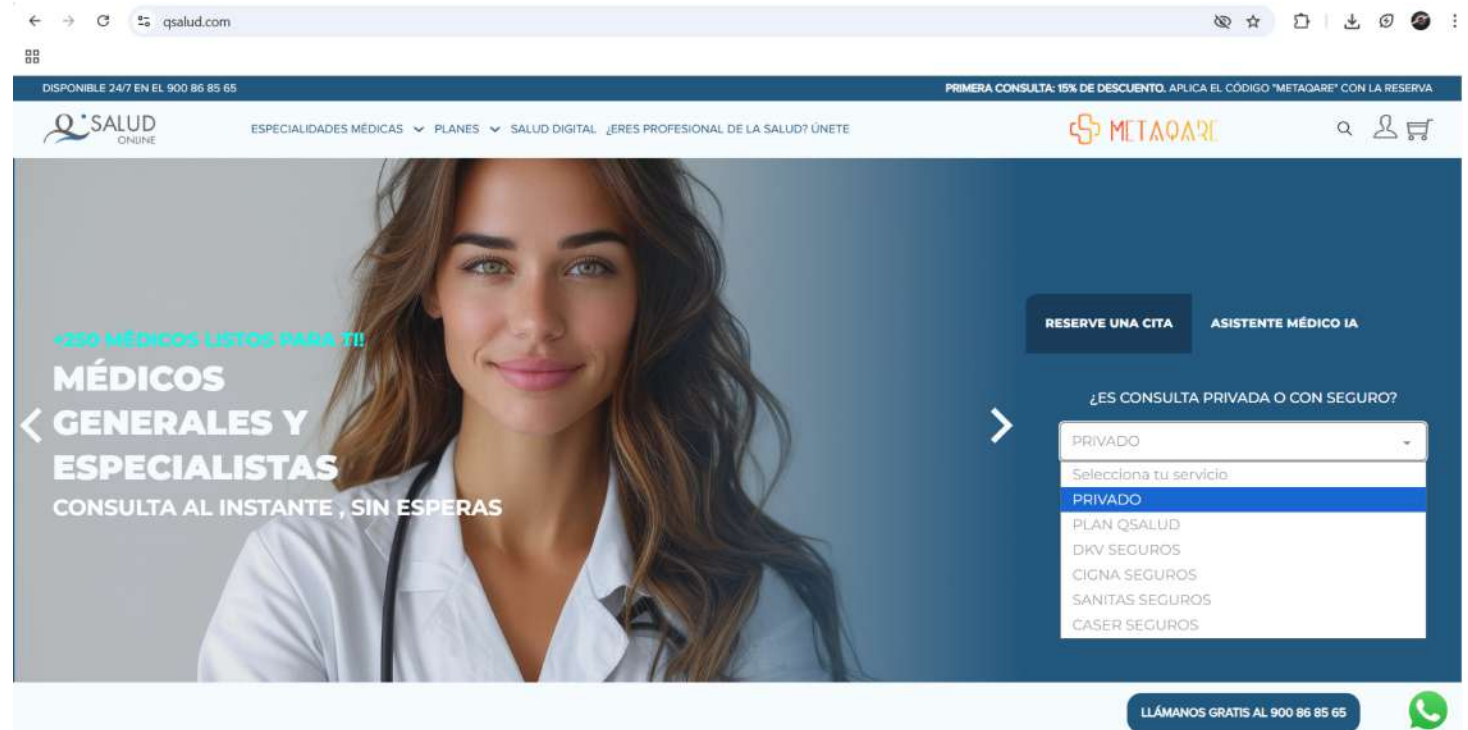 qsalud.com
DISPONIBLE 24/7 EN EL 900 86 85 65
PRIMERA CONSULTA: 15% DE DESCUENTO. APLICA EL CÓDIGO "METAQARE" CON LA RESERVA
Q SALUD
ONLINE
ESPECIALIDADES MÉDICAS PLANES SALUD DIGITAL ¿ERES PROFESIONAL DE LA SALUD? ÚNETE
METAQARE
+250 MÉDICOS LISTOS PARA TI!
MÉDICOS
GENERALES Y
ESPECIALISTAS
CONSULTA AL INSTANTE , SIN ESPERAS
RESERVE UNA CITA
ASISTENTE MÉDICO IA
¿ES CONSULTA PRIVADA O CON SEGURO?
PRIVADO
Selecciona tu servicio
PRIVADO
PLAN QSALUD
DKV SEGUROS
CIGNA SEGUROS
SANITAS SEGUROS
CASER SEGUROS
LLÁMANOS GRATIS AL 900 86 85 65